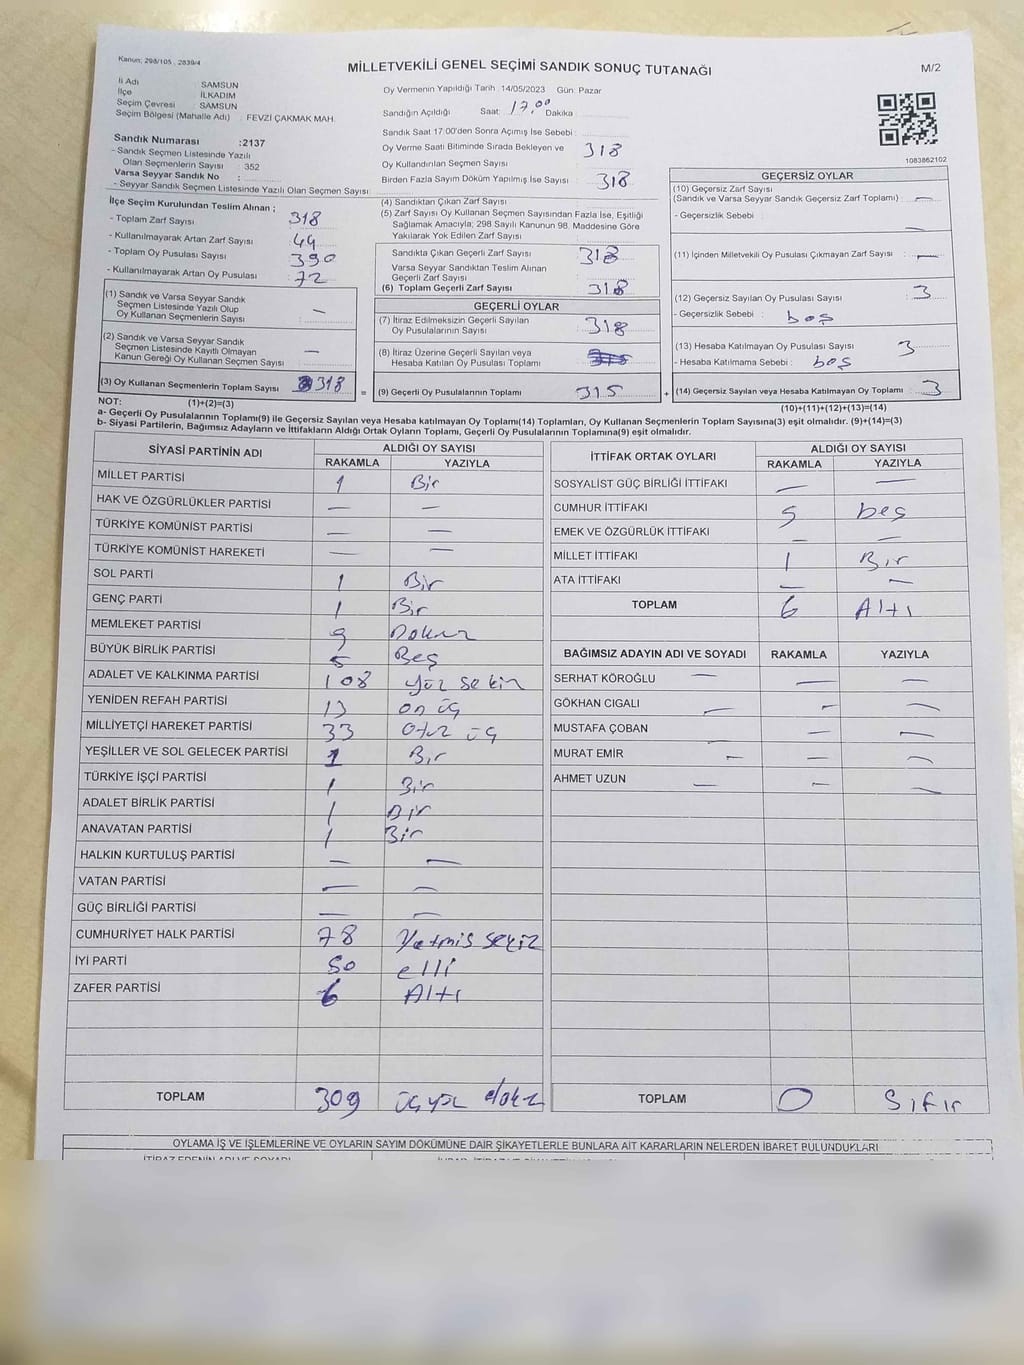 Kanun: 298/105 , 2839/4
MİLLETVEKİLİ GENEL SEÇİMİ SANDIK SONUÇ TUTANAĞI
M/2
İl Adı : SAMSUN
İlçe : İLKADIM
Seçim Çevresi : SAMSUN
Seçim Bölgesi (Mahalle Adı) : FEVZİ ÇAKMAK MAH.
Sandık Numarası :2137
- Sandık Seçmen Listesinde Yazılı
Olan Seçmenlerin Sayısı : 352
Varsa Seyyar Sandık No :
- Seyyar Sandık Seçmen Listesinde Yazılı Olan Seçmen Sayısı:
Oy Vermenin Yapıldığı Tarih :14/05/2023 Gün: Pazar
Sandığın Açıldığı Saat: 17,00 Dakika :
Sandık Saat 17:00'den Sonra Açılmış İse Sebebi :
Oy Verme Saati Bitiminde Sırada Bekleyen ve
Oy Kullandırılan Seçmen Sayısı : 318
Birden Fazla Sayım Döküm Yapılmış İse Sayısı : 318
1083862102
İlçe Seçim Kurulundan Teslim Alınan ;
- Toplam Zarf Sayısı : 318
- Kullanılmayarak Artan Zarf Sayısı : 49
- Toplam Oy Pusulası Sayısı : 390
- Kullanılmayarak Artan Oy Pusulası : 72
(1) Sandık ve Varsa Seyyar Sandık
Seçmen Listesinde Yazılı Olup
Oy Kullanan Seçmenlerin Sayısı : —
(2) Sandık ve Varsa Seyyar Sandık
Seçmen Listesinde Kayıtlı Olmayan
Kanun Gereği Oy Kullanan Seçmen Sayısı : —
(3) Oy Kullanan Seçmenlerin Toplam Sayısı : 318
(1)+(2)=(3)
(4) Sandıktan Çıkan Zarf Sayısı :
(5) Zarf Sayısı Oy Kullanan Seçmen Sayısından Fazla İse, Eşitliği
Sağlamak Amacıyla; 298 Sayılı Kanunun 98. Maddesine Göre
Yakılarak Yok Edilen Zarf Sayısı :
Sandıkta Çıkan Geçerli Zarf Sayısı : 318
Varsa Seyyar Sandıktan Teslim Alınan
Geçerli Zarf Sayısı :
(6) Toplam Geçerli Zarf Sayısı : 318
GEÇERLİ OYLAR
(7) İtiraz Edilmeksizin Geçerli Sayılan
Oy Pusulalarının Sayısı : 318
(8) İtiraz Üzerine Geçerli Sayılan veya
Hesaba Katılan Oy Pusulası Toplamı :
= (9) Geçerli Oy Pusulalarının Toplamı : 315 +
GEÇERSİZ OYLAR
(10) Geçersiz Zarf Sayısı
(Sandık ve Varsa Seyyar Sandık Geçersiz Zarf Toplamı) : —
- Geçersizlik Sebebi : —
(11) İçinden Milletvekili Oy Pusulası Çıkmayan Zarf Sayısı : —
(12) Geçersiz Sayılan Oy Pusulası Sayısı : 3
- Geçersizlik Sebebi : boş
(13) Hesaba Katılmayan Oy Pusulası Sayısı : 3
- Hesaba Katılmama Sebebi : boş
(14) Geçersiz Sayılan veya Hesaba Katılmayan Oy Toplamı : 3
(10)+(11)+(12)+(13)=(14)
NOT:
a- Geçerli Oy Pusulalarının Toplamı(9) ile Geçersiz Sayılan veya Hesaba katılmayan Oy Toplamı(14) Toplamları, Oy Kullanan Seçmenlerin Toplam Sayısına(3) eşit olmalıdır. (9)+(14)=(3)
b- Siyasi Partilerin, Bağımsız Adayların ve İttifakların Aldığı Ortak Oyların Toplamı, Geçerli Oy Pusulalarının Toplamına(9) eşit olmalıdır.
SİYASİ PARTİNİN ADI ALDIĞI OY SAYISI
RAKAMLA YAZIYLA
MİLLET PARTİSİ 1 Bir
HAK VE ÖZGÜRLÜKLER PARTİSİ — —
TÜRKİYE KOMÜNİST PARTİSİ — —
TÜRKİYE KOMÜNİST HAREKETİ — —
SOL PARTİ 1 Bir
GENÇ PARTİ 1 Bir
MEMLEKET PARTİSİ 9 Dokuz
BÜYÜK BİRLİK PARTİSİ 5 Beş
ADALET VE KALKINMA PARTİSİ 108 yüz sekiz
YENİDEN REFAH PARTİSİ 13 on üç
MİLLİYETÇİ HAREKET PARTİSİ 33 Otuz üç
YEŞİLLER VE SOL GELECEK PARTİSİ 1 Bir
TÜRKİYE İŞÇİ PARTİSİ 1 Bir
ADALET BİRLİK PARTİSİ 1 Bir
ANAVATAN PARTİSİ 1 Bir
HALKIN KURTULUŞ PARTİSİ — —
VATAN PARTİSİ — —
GÜÇ BİRLİĞİ PARTİSİ — —
CUMHURİYET HALK PARTİSİ 78 Yetmiş sekiz
İYİ PARTİ 50 elli
ZAFER PARTİSİ 6 Altı
TOPLAM 309 üçyüz dokuz
İTTİFAK ORTAK OYLARI ALDIĞI OY SAYISI
RAKAMLA YAZIYLA
SOSYALİST GÜÇ BİRLİĞİ İTTİFAKI — —
CUMHUR İTTİFAKI 5 beş
EMEK VE ÖZGÜRLÜK İTTİFAKI — —
MİLLET İTTİFAKI 1 Bir
ATA İTTİFAKI — —
TOPLAM 6 Altı
BAĞIMSIZ ADAYIN ADI VE SOYADI RAKAMLA YAZIYLA
SERHAT KÖROĞLU — — —
GÖKHAN CIGALI — — —
MUSTAFA ÇOBAN — — —
MURAT EMİR — — —
AHMET UZUN — — —
TOPLAM 0 Sıfır
OYLAMA İŞ VE İŞLEMLERİNE VE OYLARIN SAYIM DÖKÜMÜNE DAİR ŞİKAYETLERLE BUNLARA AİT KARARLARIN NELERDEN İBARET BULUNDUKLARI
İTİRAZ EDENİN ADI VE SOYADI